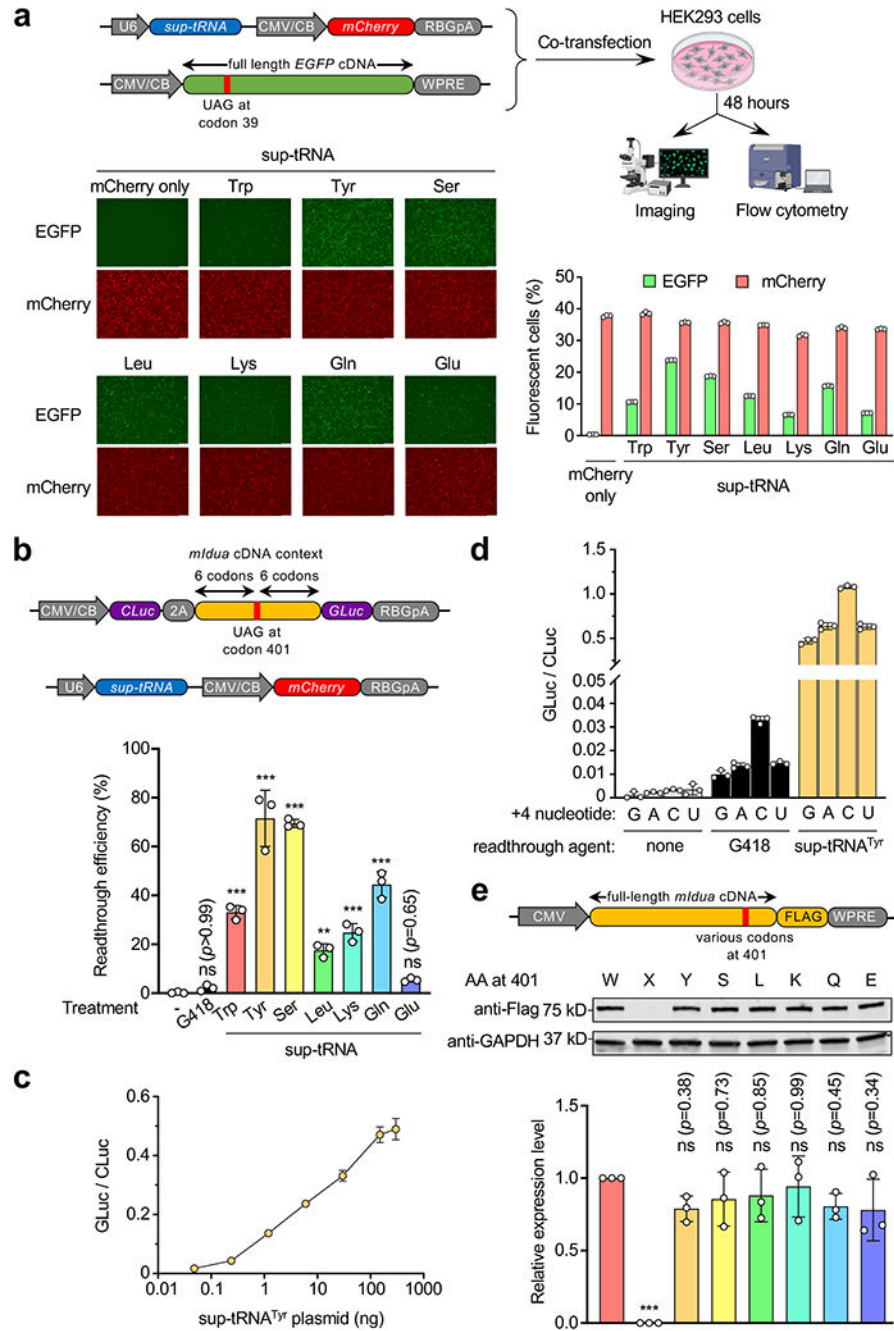 a
U6 sup-tRNA CMV/CB mCherry RBGpA
full length EGFP cDNA
CMV/CB WPRE
UAG at
codon 39
Co-transfection
HEK293 cells
48 hours
Imaging Flow cytometry
sup-tRNA
mCherry only Trp Tyr Ser
EGFP
mCherry
Leu Lys Gln Glu
EGFP
mCherry
EGFP mCherry
Fluorescent cells (%)
50
40
30
20
10
0
mCherry only
Trp Tyr Ser Leu Lys Gln Glu
sup-tRNA
b
mIdua cDNA context
6 codons 6 codons
CMV/CB CLuc 2A GLuc RBGpA
UAG at
codon 401
U6 sup-tRNA CMV/CB mCherry RBGpA
Readthrough efficiency (%)
100
80
60
40
20
0
ns (p>0.99)
***
***
***
**
***
***
ns (p=0.65)
Treatment - G418 Trp Tyr Ser Leu Lys Gln Glu
sup-tRNA
c
GLuc / CLuc
0.6
0.4
0.2
0
0.01 0.1 1 10 100 1000
sup-tRNATyr plasmid (ng)
d
GLuc / CLuc
1.5
1.0
0.5
0.05
0.04
0.03
0.02
0.01
0
+4 nucleotide: G A C U G A C U G A C U
readthrough agent: none G418 sup-tRNATyr
e
full-length mIdua cDNA
CMV FLAG WPRE
various codons
at 401
AA at 401 W X Y S L K Q E
anti-Flag 75 kD
anti-GAPDH 37 kD
Relative expression level
1.5
1.0
0.5
0.0
***
ns (p=0.38)
ns (p=0.73)
ns (p=0.85)
ns (p=0.99)
ns (p=0.45)
ns (p=0.34)